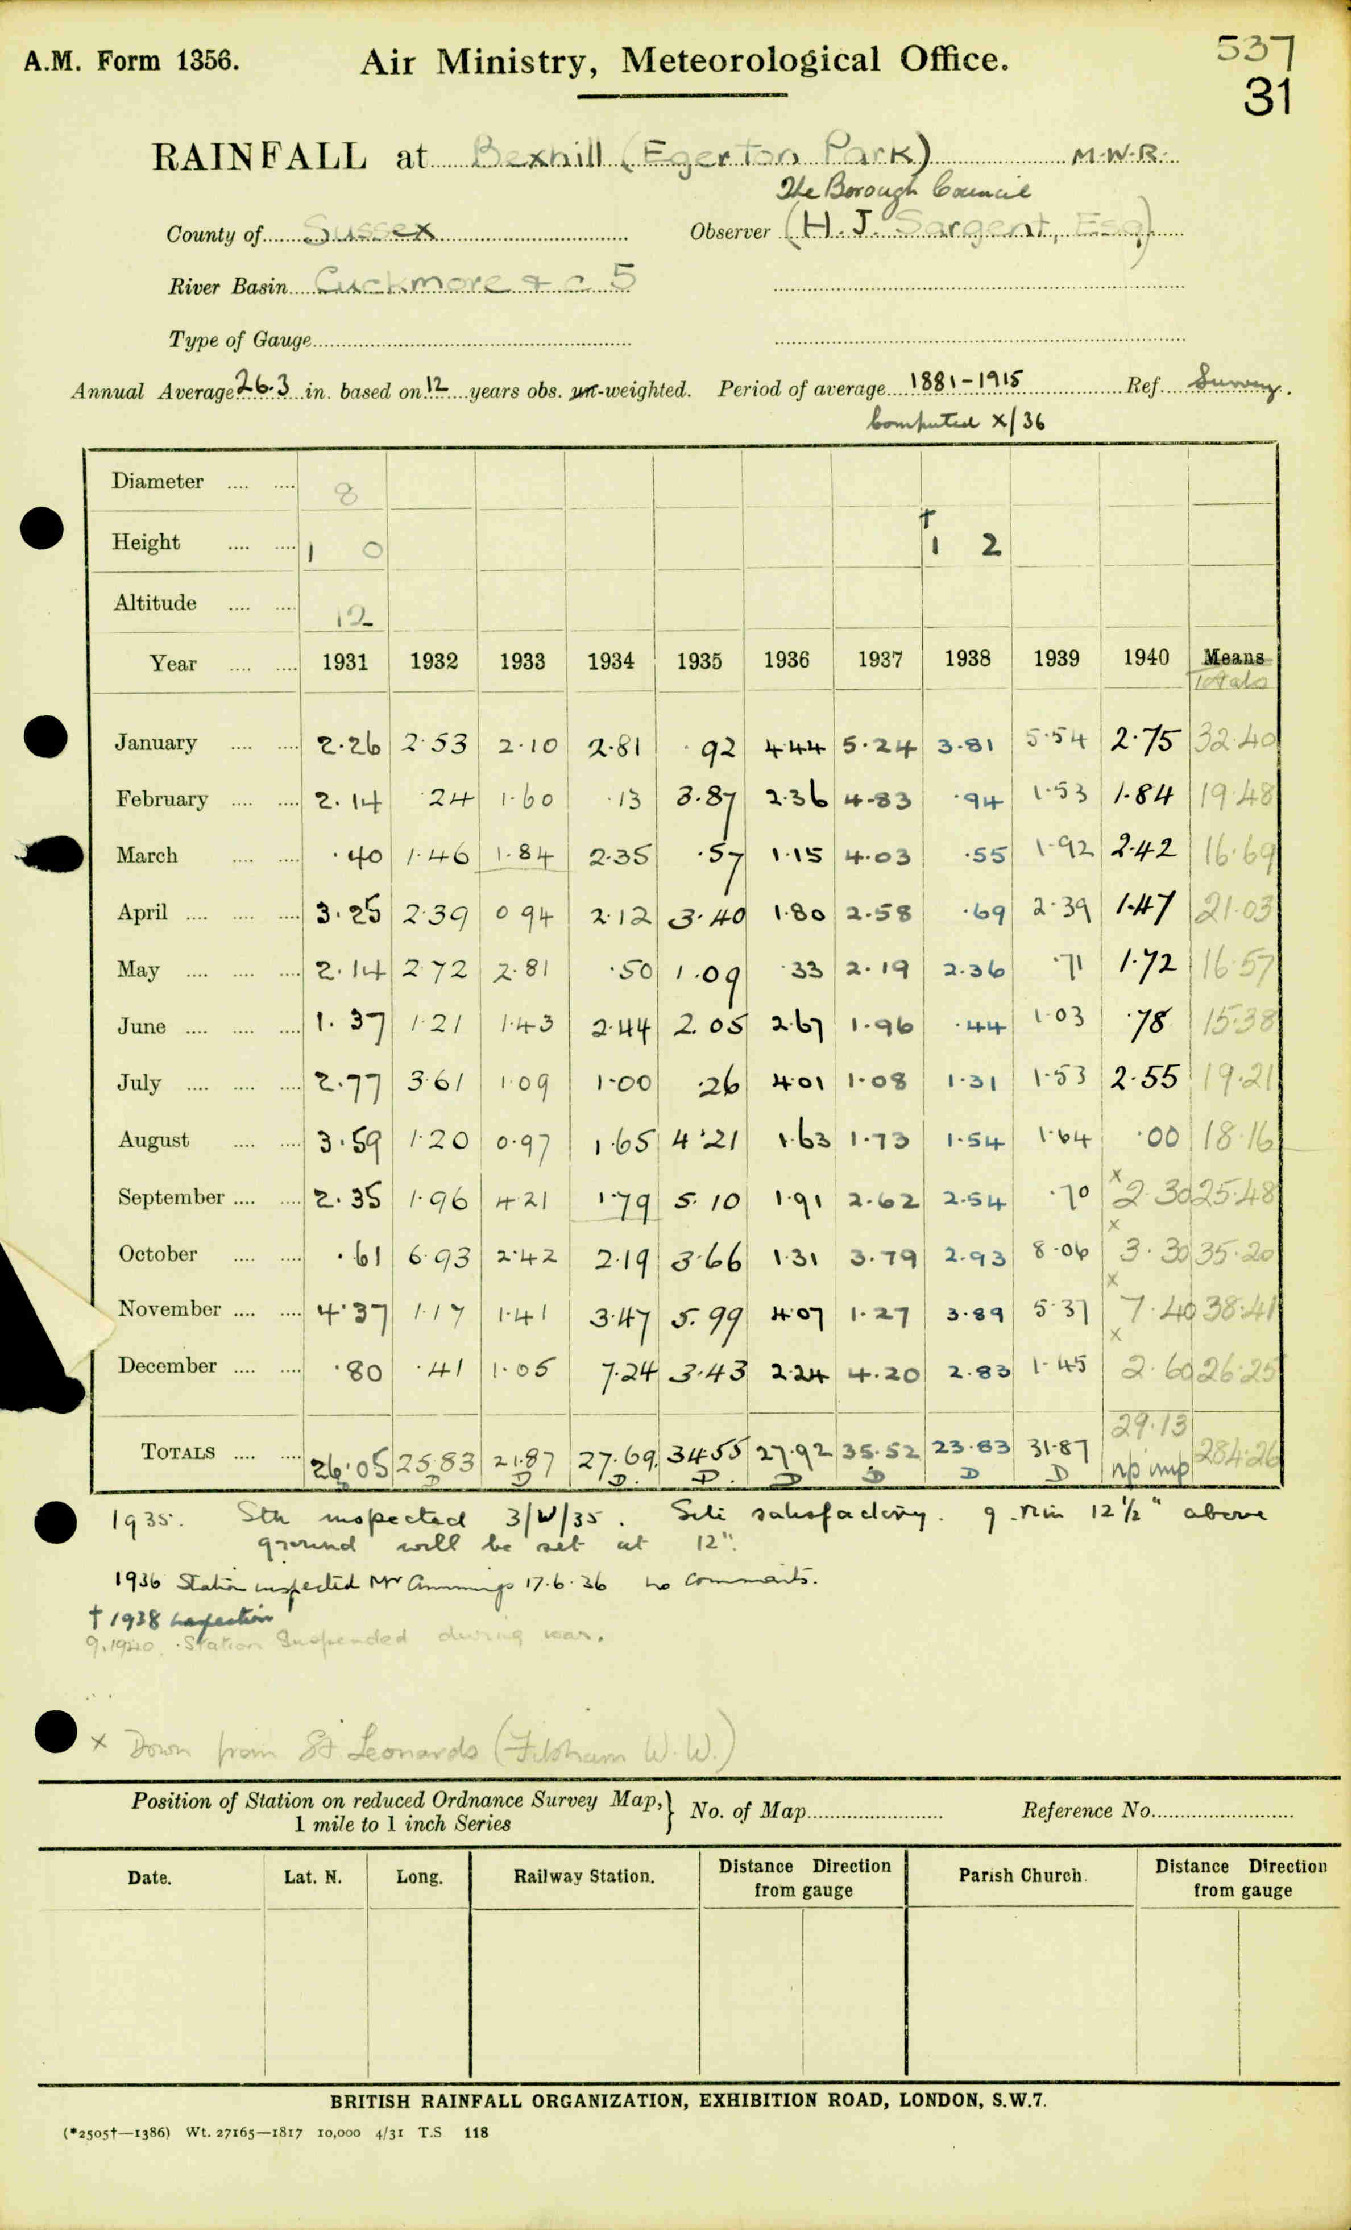 A.M. Form 1356. Air Ministry, Meteorological Office. 537
31
RAINFALL at Bexhill (Egerton Park) M.W.R.
The Borough Council
County of Sussex Observer (H. J. Sargent, Esq)
River Basin Cuckmore & c 5
Type of Gauge
Annual Average 26.3 in. based on 12 years obs. un-weighted. Period of average 1881-1915 Ref. Survey.
Computed X/36
Diameter 8
Height 1 0 † 1 2
Altitude 12
Year 1931 1932 1933 1934 1935 1936 1937 1938 1939 1940 Means
Totals
January 2.26 2.53 2.10 2.81 .92 4.44 5.24 3.81 5.54 2.75 32.40
February 2.14 .24 1.60 .13 3.87 2.36 4.83 .94 1.53 1.84 19.48
March .40 1.46 1.84 2.35 .57 1.15 4.03 .55 1.92 2.42 16.69
April 3.25 2.39 0 94 2.12 3.40 1.80 2.58 .69 2.39 1.47 21.03
May 2.14 2 72 2.81 .50 1.09 .33 2.19 2.36 .71 1.72 16.57
June 1.37 1.21 1.43 2.44 2.05 2.67 1.96 .44 1.03 .78 15.38
July 2.77 3.61 1.09 1.00 .26 4.01 1.08 1.31 1.53 2.55 19.21
August 3.59 1.20 0.97 1.65 4.21 1.63 1.73 1.54 1.64 .00 18.16
September 2.35 1.96 4.21 1.79 5.10 1.91 2.62 2.54 .70 x 2.30 25.48
October .61 6.93 2.42 2.19 3.66 1.31 3.79 2.93 8.06 x 3.30 35.20
November 4.37 1.17 1.41 3.47 5.99 4.07 1.27 3.89 5.37 x 7.40 38.41
December .80 .41 1.05 7.24 3.43 2.24 4.20 2.83 1.45 x 2.60 26.25
TOTALS 26.05 25.83 21.87 27.69 34.55 27.92 35.52 23.83 31.87 29.13 284.26
D D D D D D D D np imp
1935. Stn inspected 3/IV/35. Site satisfactory. g. rim 12½" above
ground will be set at 12".
1936 Station inspected Mr Cummings 17.6.36 no comments.
† 1938 Inspection
9.1940. Station Suspended during war.
x Down from St Leonards (Filsham W.W.)
Position of Station on reduced Ordnance Survey Map, } No. of Map Reference No.
1 mile to 1 inch Series
Date. Lat. N. Long. Railway Station. Distance Direction from gauge Parish Church. Distance Direction from gauge
BRITISH RAINFALL ORGANIZATION, EXHIBITION ROAD, LONDON, S.W.7.
(*2505†—1386) Wt. 27165—1817 10,000 4/31 T.S 118